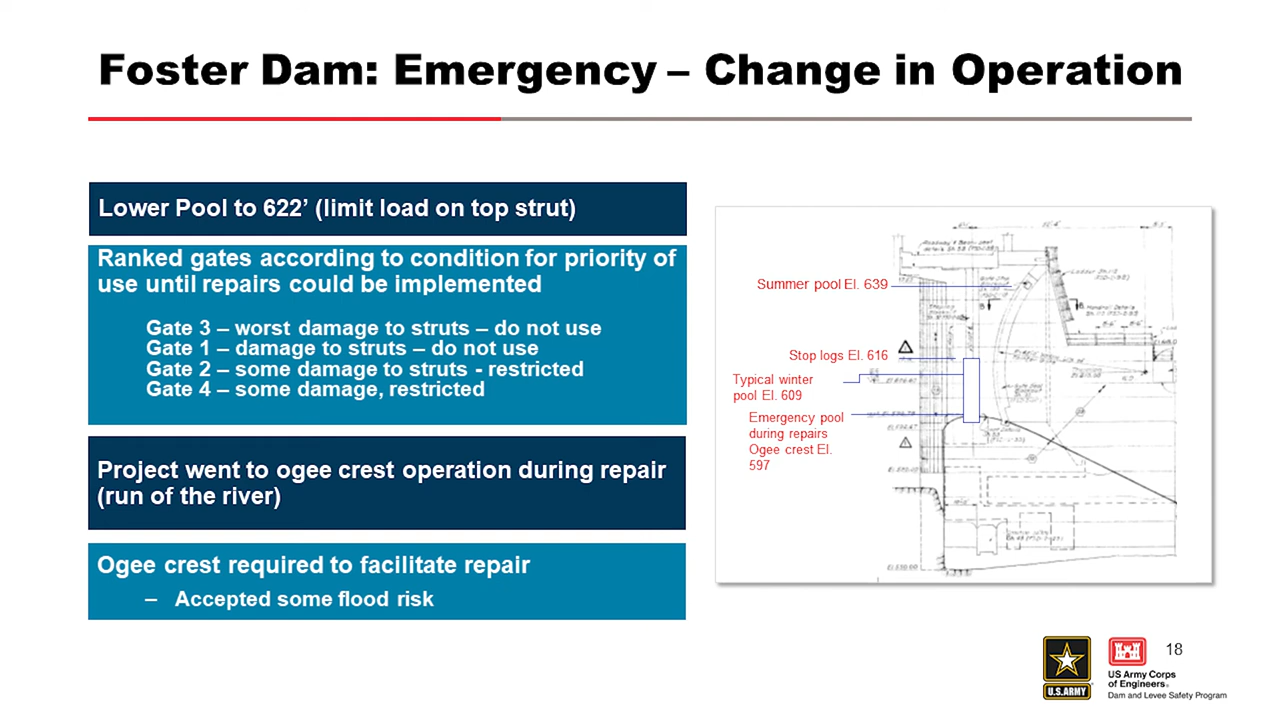 Foster Dam: Emergency – Change in Operation
Lower Pool to 622’ (limit load on top strut)
Ranked gates according to condition for priority of
use until repairs could be implemented
Gate 3 – worst damage to struts – do not use
Gate 1 – damage to struts – do not use
Gate 2 – some damage to struts - restricted
Gate 4 – some damage, restricted
Project went to ogee crest operation during repair
(run of the river)
Ogee crest required to facilitate repair
– Accepted some flood risk
Summer pool El. 639
Stop logs El. 616
Typical winter
pool El. 609
Emergency pool
during repairs
Ogee crest El.
597
18
U.S.ARMY
US Army Corps
of Engineers®
Dam and Levee Safety Program